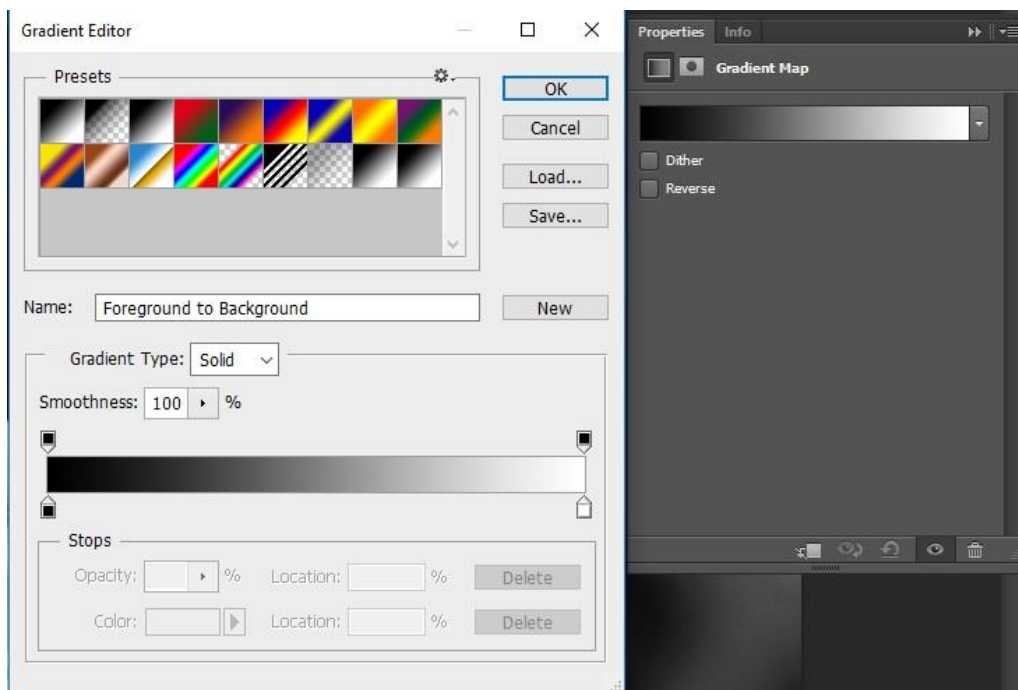 Gradient Editor
Presets
OK
Cancel
Load...
Save...
Name: Foreground to Background
New
Gradient Type: Solid
Smoothness: 100 %
Stops
Opacity: % Location: % Delete
Color: Location: % Delete
Properties Info
Gradient Map
Dither
Reverse